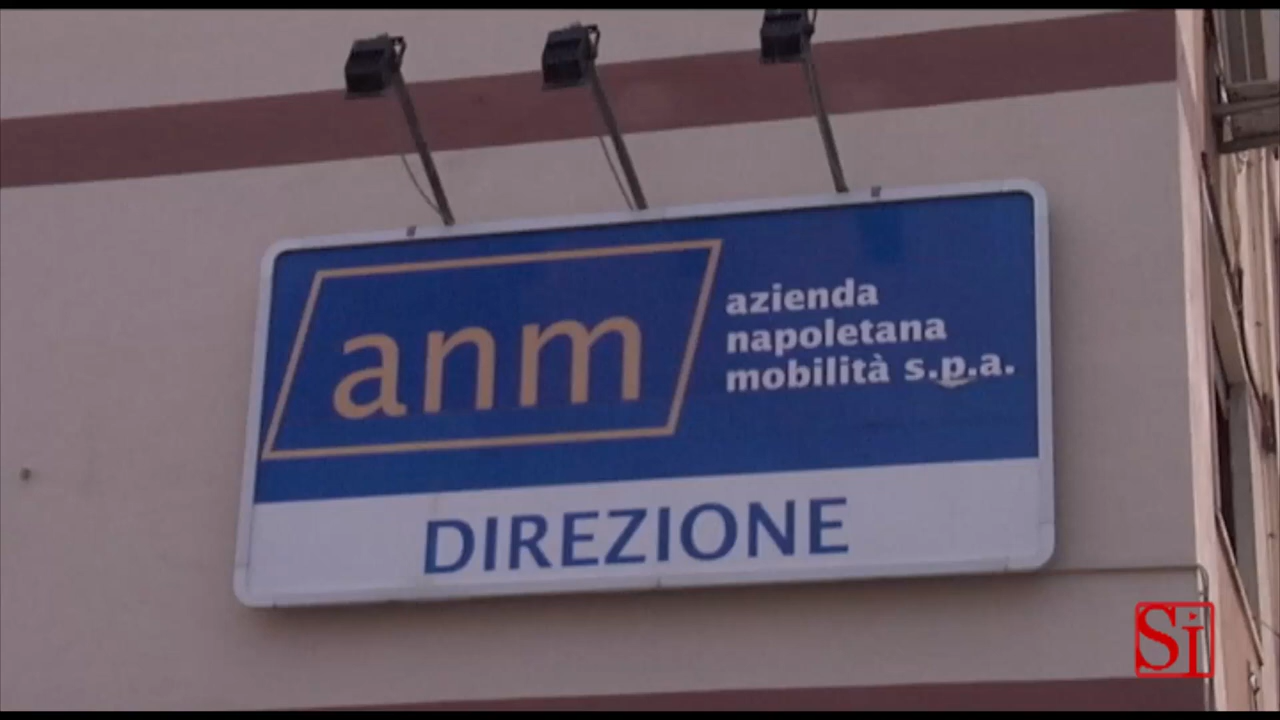 anm
azienda
napoletana
mobilità s.p.a.
DIREZIONE
Si